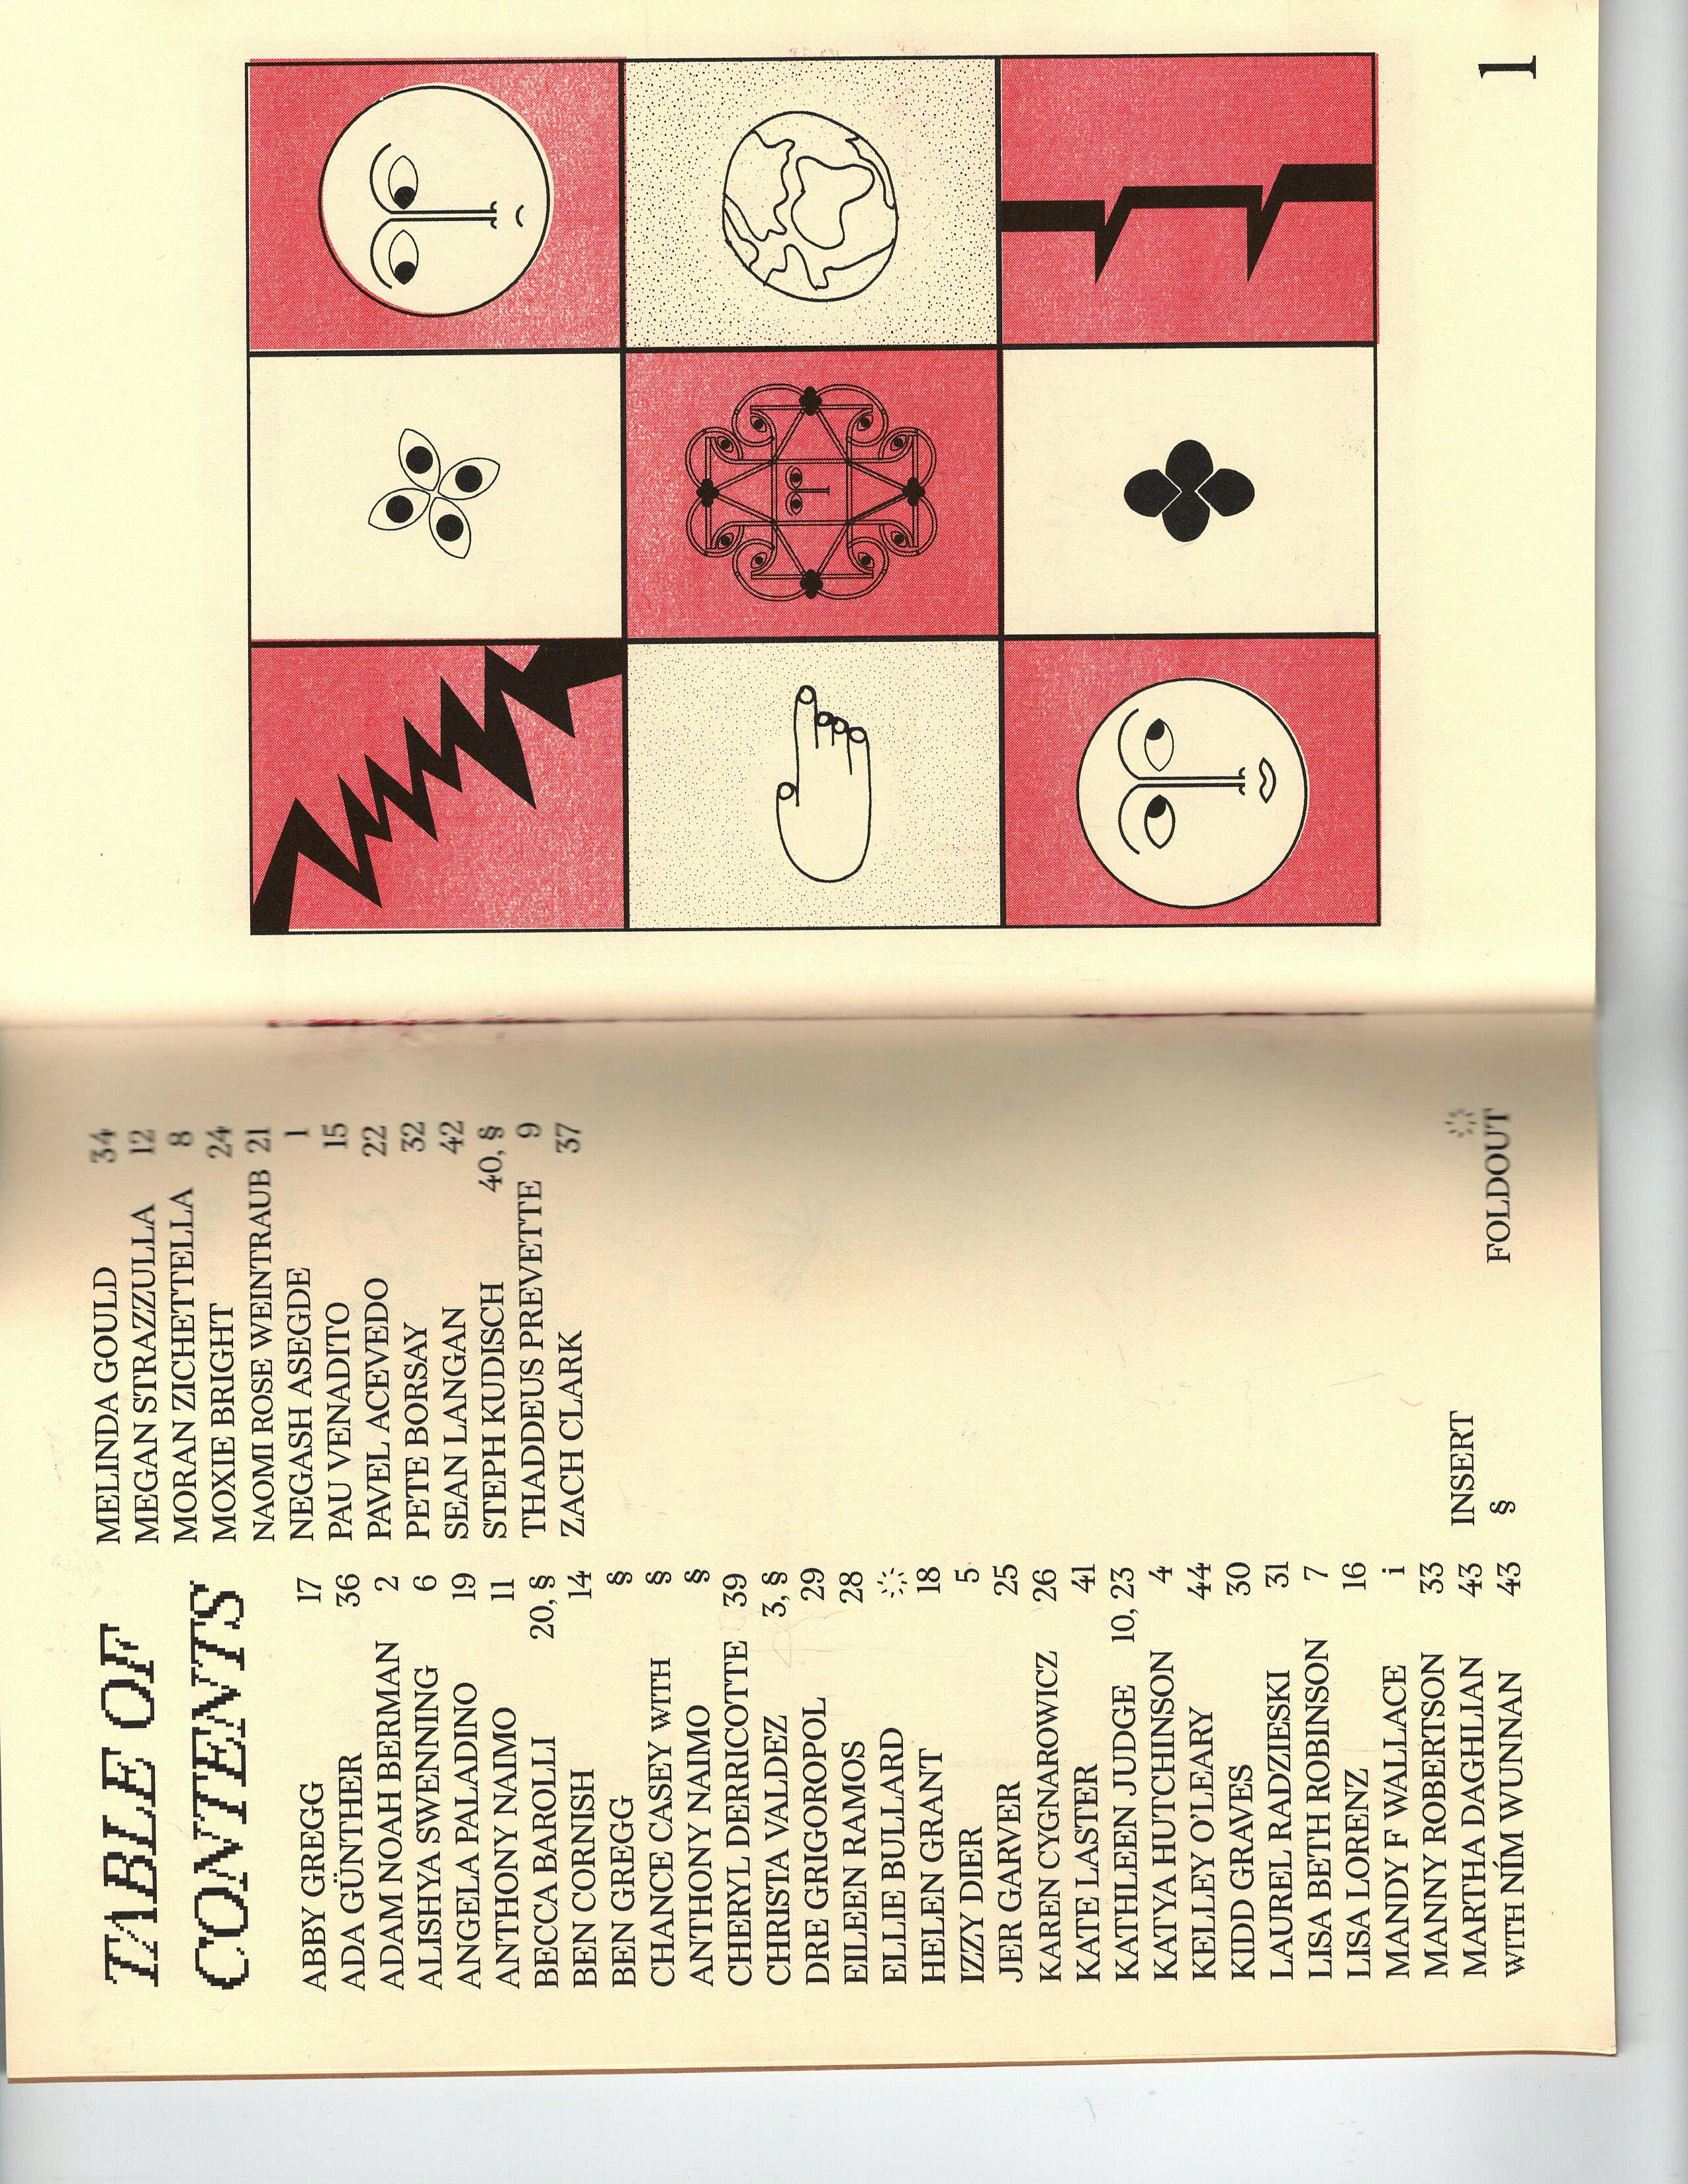 TABLE OF
CONTENTS
ABBY GREGG 17
ADA GÜNTHER 36
ADAM NOAH BERMAN 2
ALISHYA SWENNING 6
ANGELA PALADINO 19
ANTHONY NAIMO 11
BECCA BAROLLI 20, §
BEN CORNISH 14
BEN GREGG §
CHANCE CASEY WITH §
ANTHONY NAIMO §
CHERYL DERRICOTTE 39
CHRISTA VALDEZ 3, §
DRE GRIGOROPOL 29
EILEEN RAMOS 28
ELLIE BULLARD
HELEN GRANT 18
IZZY DIER 5
JER GARVER 25
KAREN CYGNAROWICZ 26
KATE LASTER 41
KATHLEEN JUDGE 10, 23
KATYA HUTCHINSON 4
KELLEY O'LEARY 44
KIDD GRAVES 30
LAUREL RADZIESKI 31
LISA BETH ROBINSON 7
LISA LORENZ 16
MANDY F WALLACE i
MANNY ROBERTSON 33
MARTHA DAGHLIAN 43
WITH NÍM WUNNAN 43
MELINDA GOULD 34
MEGAN STRAZZULLA 12
MORAN ZICHETTELLA 8
MOXIE BRIGHT 24
NAOMI ROSE WEINTRAUB 21
NEGASH ASEGDE 1
PAU VENADITO 15
PAVEL ACEVEDO 22
PETE BORSAY 32
SEAN LANGAN 42
STEPH KUDISCH 40, §
THADDEUS PREVETTE 9
ZACH CLARK 37
INSERT
§ FOLDOUT
1